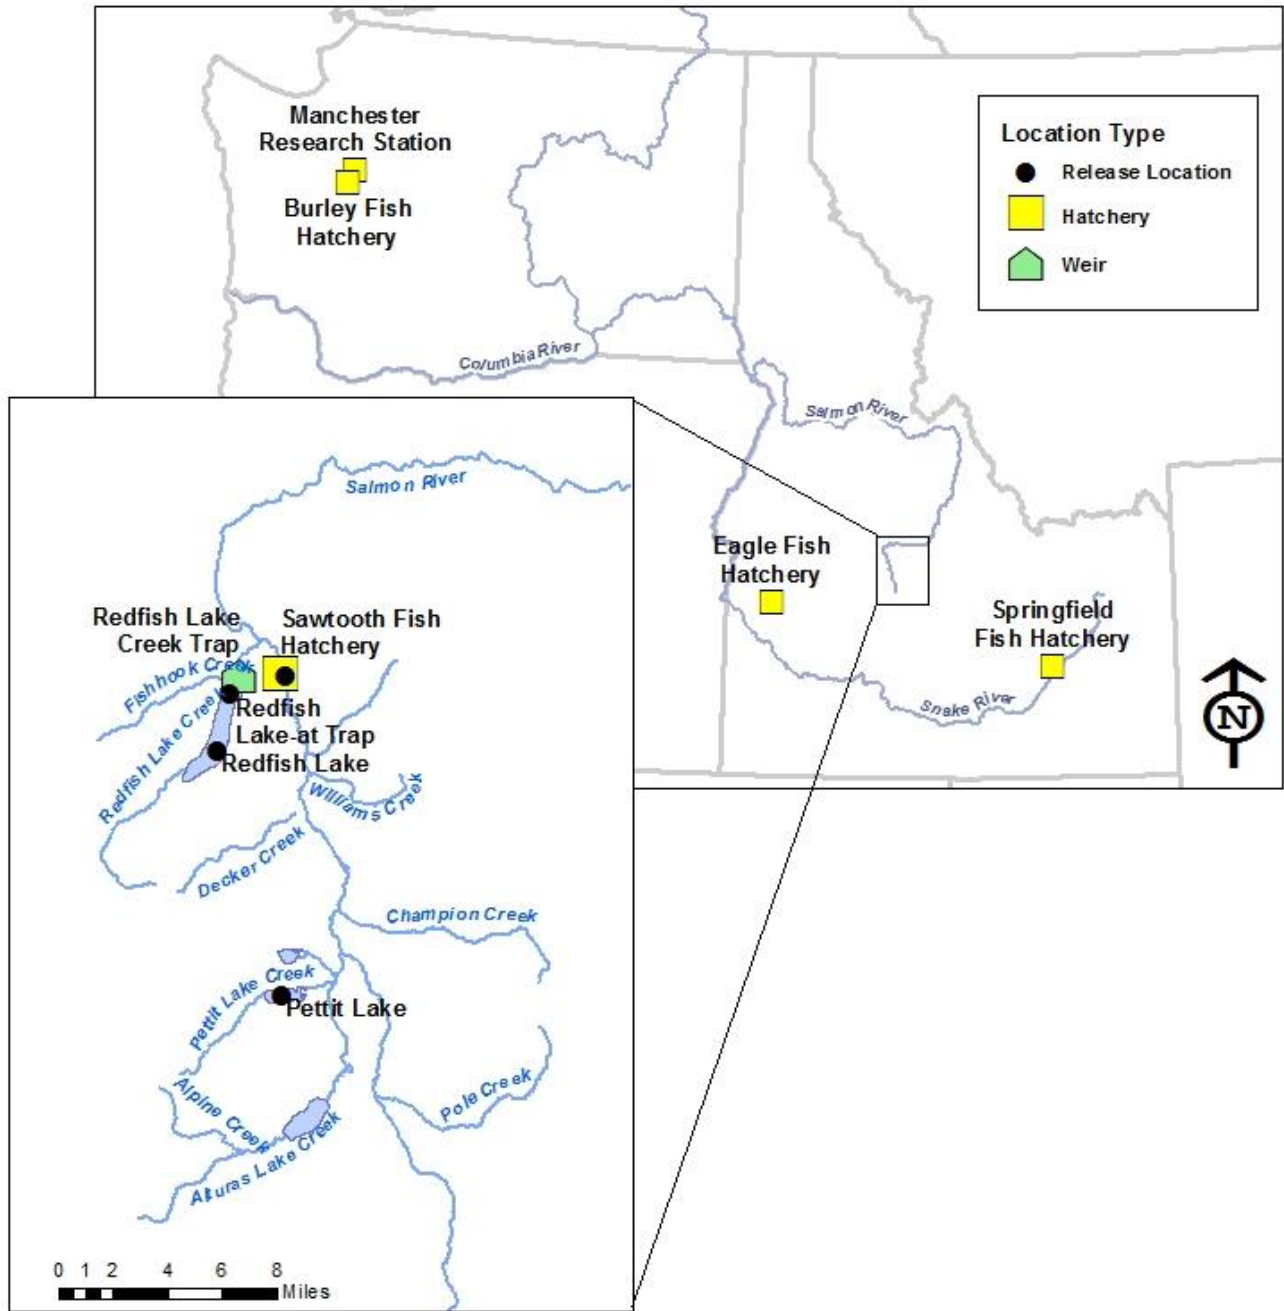 Manchester
Research Station
Burley Fish
Hatchery
Location Type
Release Location
Hatchery
Weir
Columbia River
Salmon River
Eagle Fish
Hatchery
Springfield
Fish Hatchery
Snake River
N
Salmon River
Redfish Lake
Creek Trap
Sawtooth Fish
Hatchery
Fishhook Creek
Redfish Lake Creek
Redfish
Lake-at Trap
Redfish Lake
Williams Creek
Decker Creek
Champion Creek
Pettit Lake Creek
Pettit Lake
Alpine Creek
Pole Creek
Alturas Lake Creek
0 1 2 4 6 8
Miles